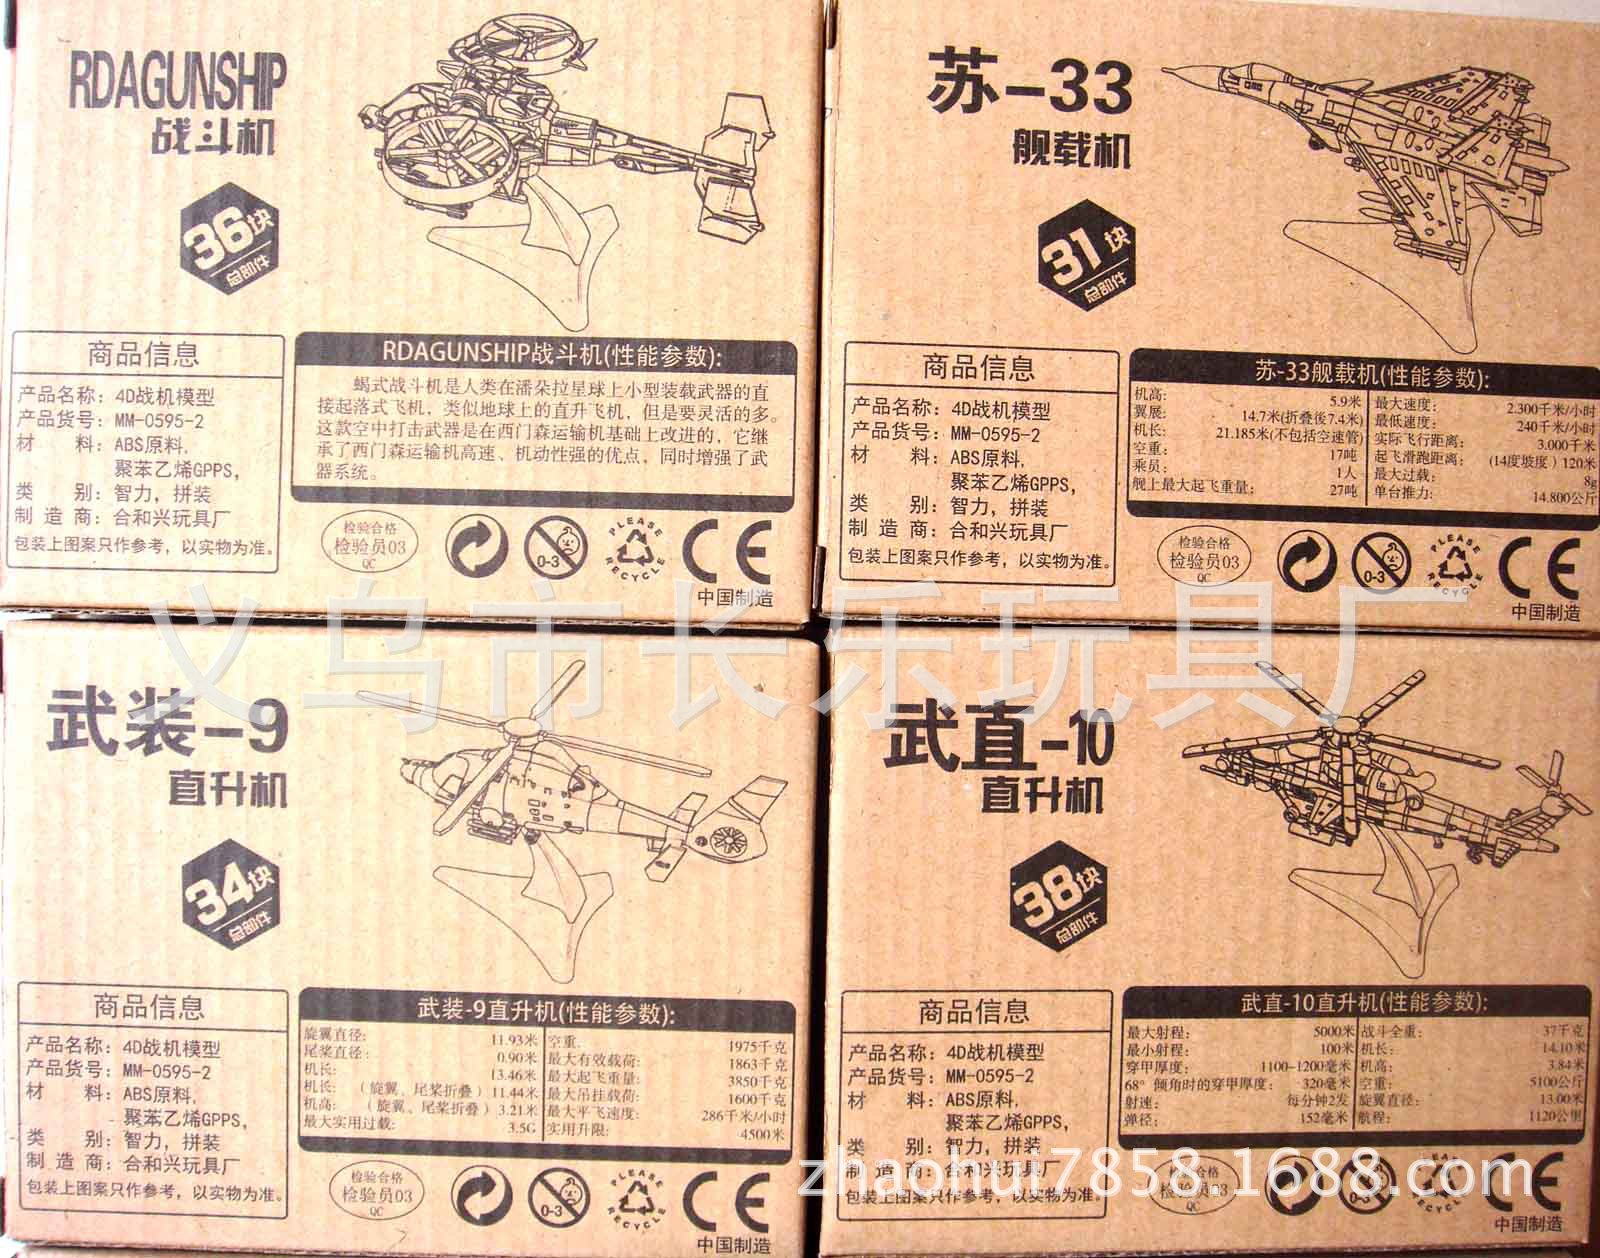 RDAGUNSHIP
战斗机
36块
总部件
商品信息
产品名称：4D战机模型
产品货号：MM-0595-2
材 料：ABS原料,
聚苯乙烯GPPS,
类 别：智力，拼装
制 造 商：合和兴玩具厂
包装上图案只作参考，以实物为准。
RDAGUNSHIP战斗机(性能参数):
蝎式战斗机是人类在潘朵拉星球上小型装载武器的直
接起落式飞机，类似地球上的直升飞机，但是要灵活的多。
这款空中打击武器是在西门森运输机基础上改进的，它继
承了西门森运输机高速、机动性强的优点，同时增强了武
器系统。
检验合格
检验员03
QC
0-3
PLEASE
RECYCLE
CE
中国制造
苏-33
舰载机
31块
总部件
商品信息
产品名称：4D战机模型
产品货号：MM-0595-2
材 料：ABS原料,
聚苯乙烯GPPS,
类 别：智力，拼装
制 造 商：合和兴玩具厂
包装上图案只作参考，以实物为准。
苏-33舰载机(性能参数):
机高: 5.9米
翼展: 14.7米(折叠後7.4米)
机长: 21.185米(不包括空速管)
空重: 17吨
乘员: 1人
舰上最大起飞重量: 27吨
最大速度: 2.300千米/小时
最低速度: 240千米/小时
实际飞行距离: 3.000千米
起飞滑跑距离: (14度坡度) 120米
最大过载: 8g
单台推力: 14.800公斤
检验合格
检验员03
QC
0-3
PLEASE
RECYCLE
CE
中国制造
义乌市长乐玩具厂
武装-9
直升机
34块
总部件
商品信息
产品名称：4D战机模型
产品货号：MM-0595-2
材 料：ABS原料,
聚苯乙烯GPPS,
类 别：智力，拼装
制 造 商：合和兴玩具厂
包装上图案只作参考，以实物为准。
武装-9直升机(性能参数):
旋翼直径: 11.93米
尾桨直径: 0.90米
机长: 13.46米
机长: (旋翼、尾桨折叠) 11.44米
机高: (旋翼、尾桨折叠) 3.21米
最大实用过载: 3.5G
空重: 1975千克
最大有效载荷: 1863千克
最大起飞重量: 3850千克
最大吊挂载荷: 1600千克
最大平飞速度: 286千米/小时
实用升限: 4500米
检验合格
检验员03
QC
0-3
PLEASE
RECYCLE
CE
中国制造
武直-10
直升机
38块
总部件
商品信息
产品名称：4D战机模型
产品货号：MM-0595-2
材 料：ABS原料,
聚苯乙烯GPPS,
类 别：智力，拼装
制 造 商：合和兴玩具厂
包装上图案只作参考，以实物为准。
武直-10直升机(性能参数):
最大射程: 5000米
最小射程: 100米
穿甲厚度: 1100-1200毫米
68°倾角时的穿甲厚度: 320毫米
射速: 每分钟2发
弹径: 152毫米
战斗全重: 37千克
机长: 14.10米
机高: 3.84米
空重: 5100公斤
旋翼直径: 13.00米
航程: 1120公里
检验合格
检验员03
QC
0-3
RECYCLE
CE
中国制造
zhaohui7858.1688.com